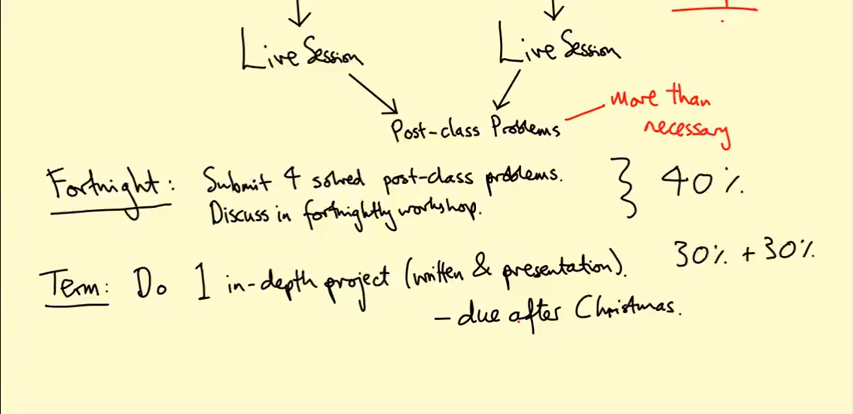 Live Session
Live Session
Post-class Problems
More than
necessary
Fortnight: Submit 4 solved post-class problems.
Discuss in fortnightly workshop.
} 40%
Term: Do 1 in-depth project (written & presentation). 30% + 30%
- due after Christmas.